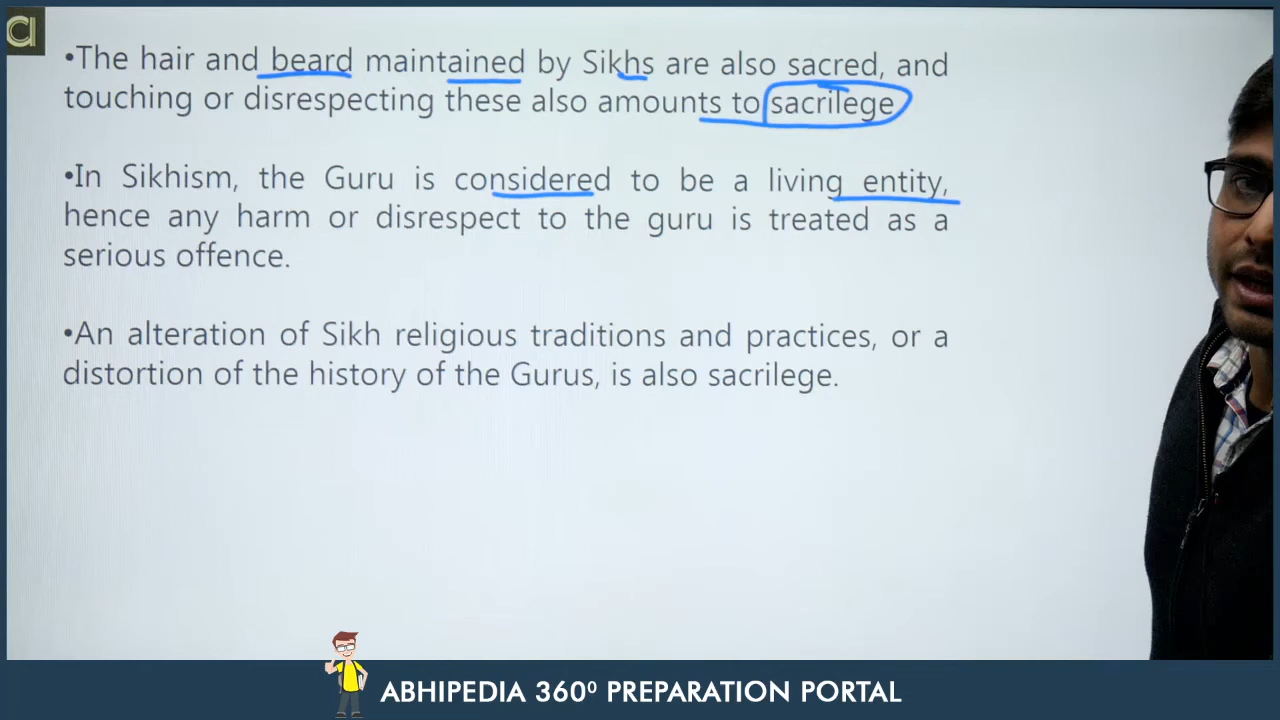 a
•The hair and beard maintained by Sikhs are also sacred, and
touching or disrespecting these also amounts to sacrilege
•In Sikhism, the Guru is considered to be a living entity,
hence any harm or disrespect to the guru is treated as a
serious offence.
•An alteration of Sikh religious traditions and practices, or a
distortion of the history of the Gurus, is also sacrilege.
ABHIPEDIA 360⁰ PREPARATION PORTAL